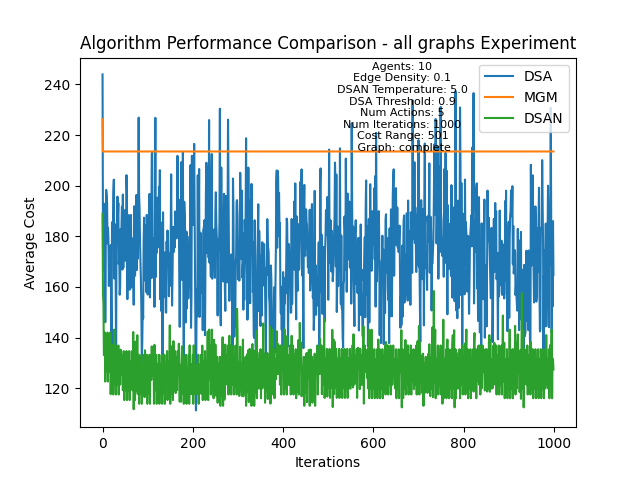 Algorithm Performance Comparison - all graphs Experiment
Agents: 10
Edge Density: 0.1
DSAN Temperature: 5.0
DSA Threshold: 0.9
Num Actions: 5
Num Iterations: 1000
Cost Range: 501
Graph: complete
DSA
MGM
DSAN
Average Cost
240
220
200
180
160
140
120
0
200
400
600
800
1000
Iterations